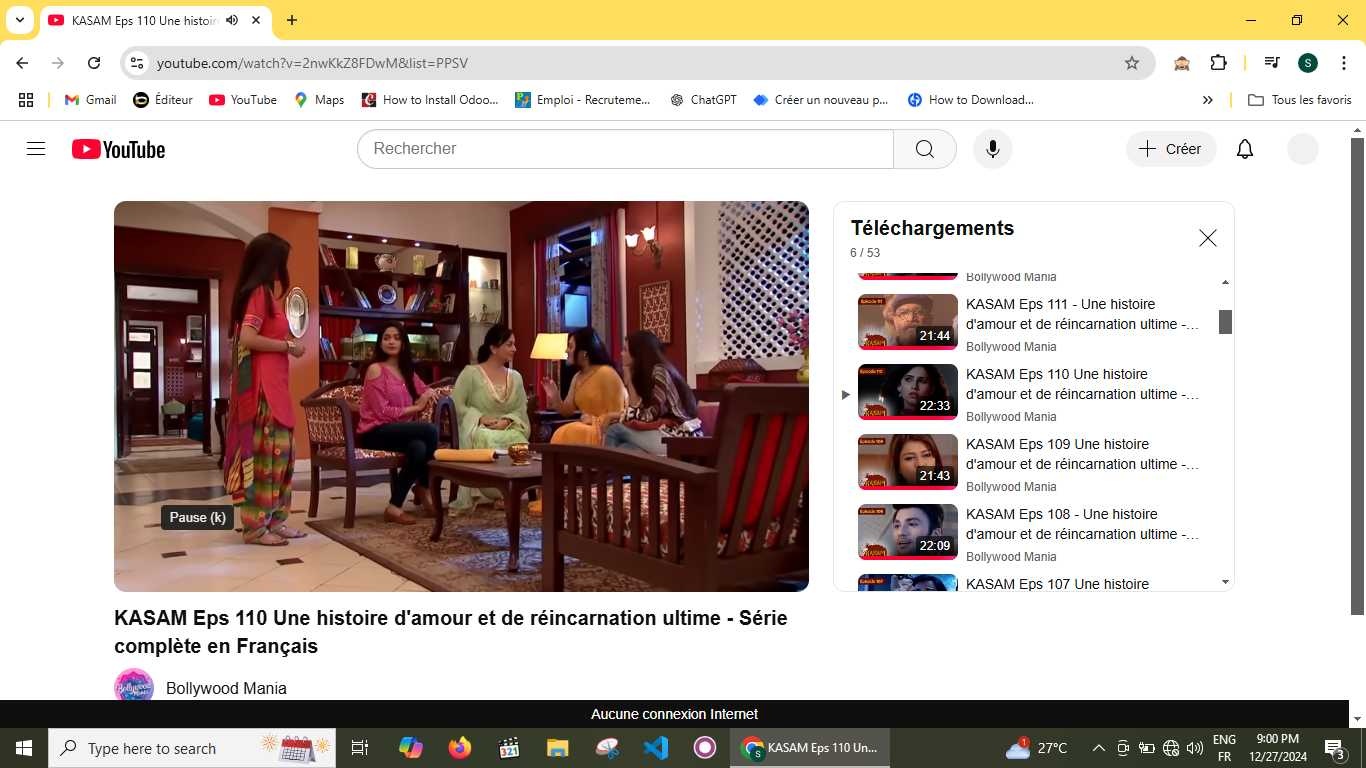 KASAM Eps 110 Une histoir
youtube.com/watch?v=2nwKkZ8FDwM&list=PPSV
S
Gmail
Éditeur
YouTube
Maps
How to Install Odoo...
Emploi - Recruteme...
ChatGPT
Créer un nouveau p...
How to Download...
Tous les favoris
YouTube
Rechercher
Créer
Téléchargements
6 / 53
Bollywood Mania
KASAM Eps 111 - Une histoire
d'amour et de réincarnation ultime -...
Bollywood Mania
21:44
KASAM Eps 110 Une histoire
d'amour et de réincarnation ultime -...
Bollywood Mania
22:33
KASAM Eps 109 Une histoire
d'amour et de réincarnation ultime -...
Bollywood Mania
21:43
KASAM Eps 108 - Une histoire
d'amour et de réincarnation ultime -...
Bollywood Mania
22:09
KASAM Eps 107 Une histoire
Pause (k)
KASAM Eps 110 Une histoire d'amour et de réincarnation ultime - Série
complète en Français
Bollywood Mania
Aucune connexion Internet
Type here to search
321
KASAM Eps 110 Un...
1
27°C
ENG
FR
9:00 PM
12/27/2024
3